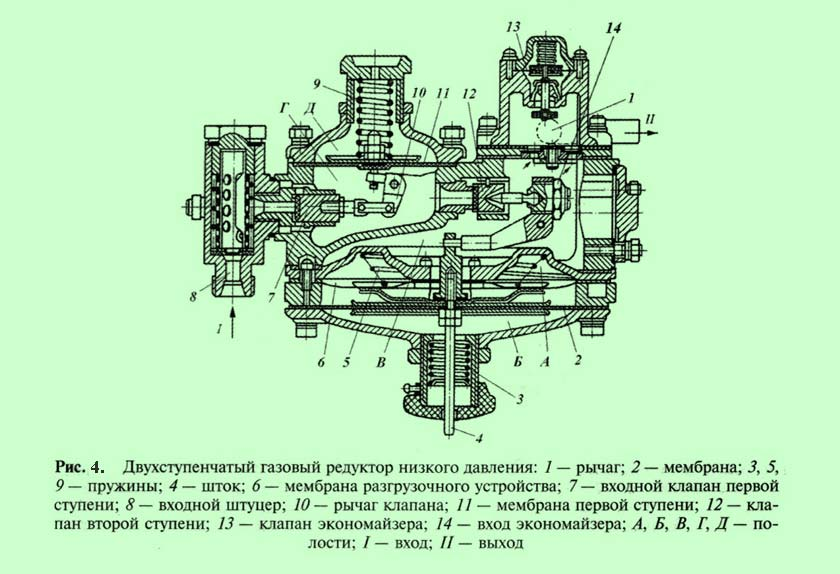 13 14
9 10 11 12 1
Г Д II
8 7 I
6 5 В Б А 2
3
4
Рис. 4. Двухступенчатый газовый редуктор низкого давления: 1 — рычаг; 2 — мембрана; 3, 5,
9 — пружины; 4 — шток; 6 — мембрана разгрузочного устройства; 7 — входной клапан первой
ступени; 8 — входной штуцер; 10 — рычаг клапана; 11 — мембрана первой ступени; 12 — кла-
пан второй ступени; 13 — клапан экономайзера; 14 — вход экономайзера; А, Б, В, Г, Д — по-
лости; I — вход; II — выход